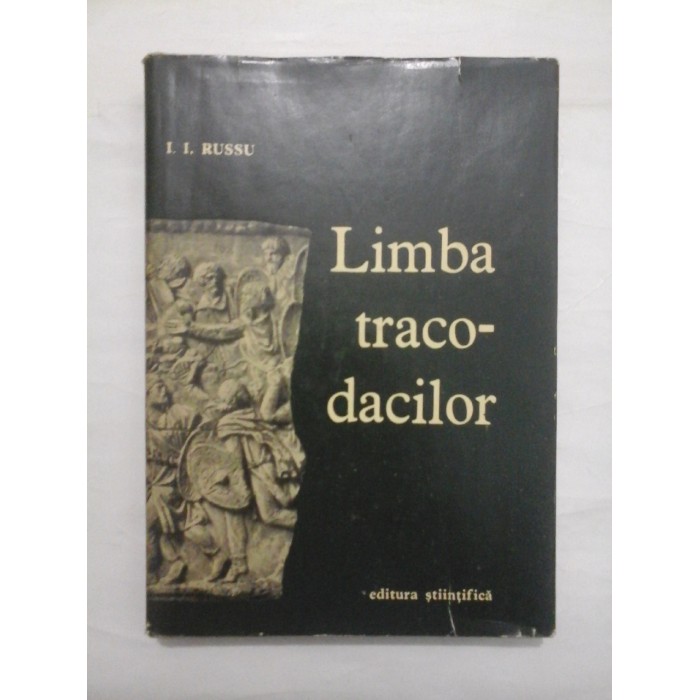 I. I. RUSSU
Limba
traco-
dacilor
editura ştiinţifică